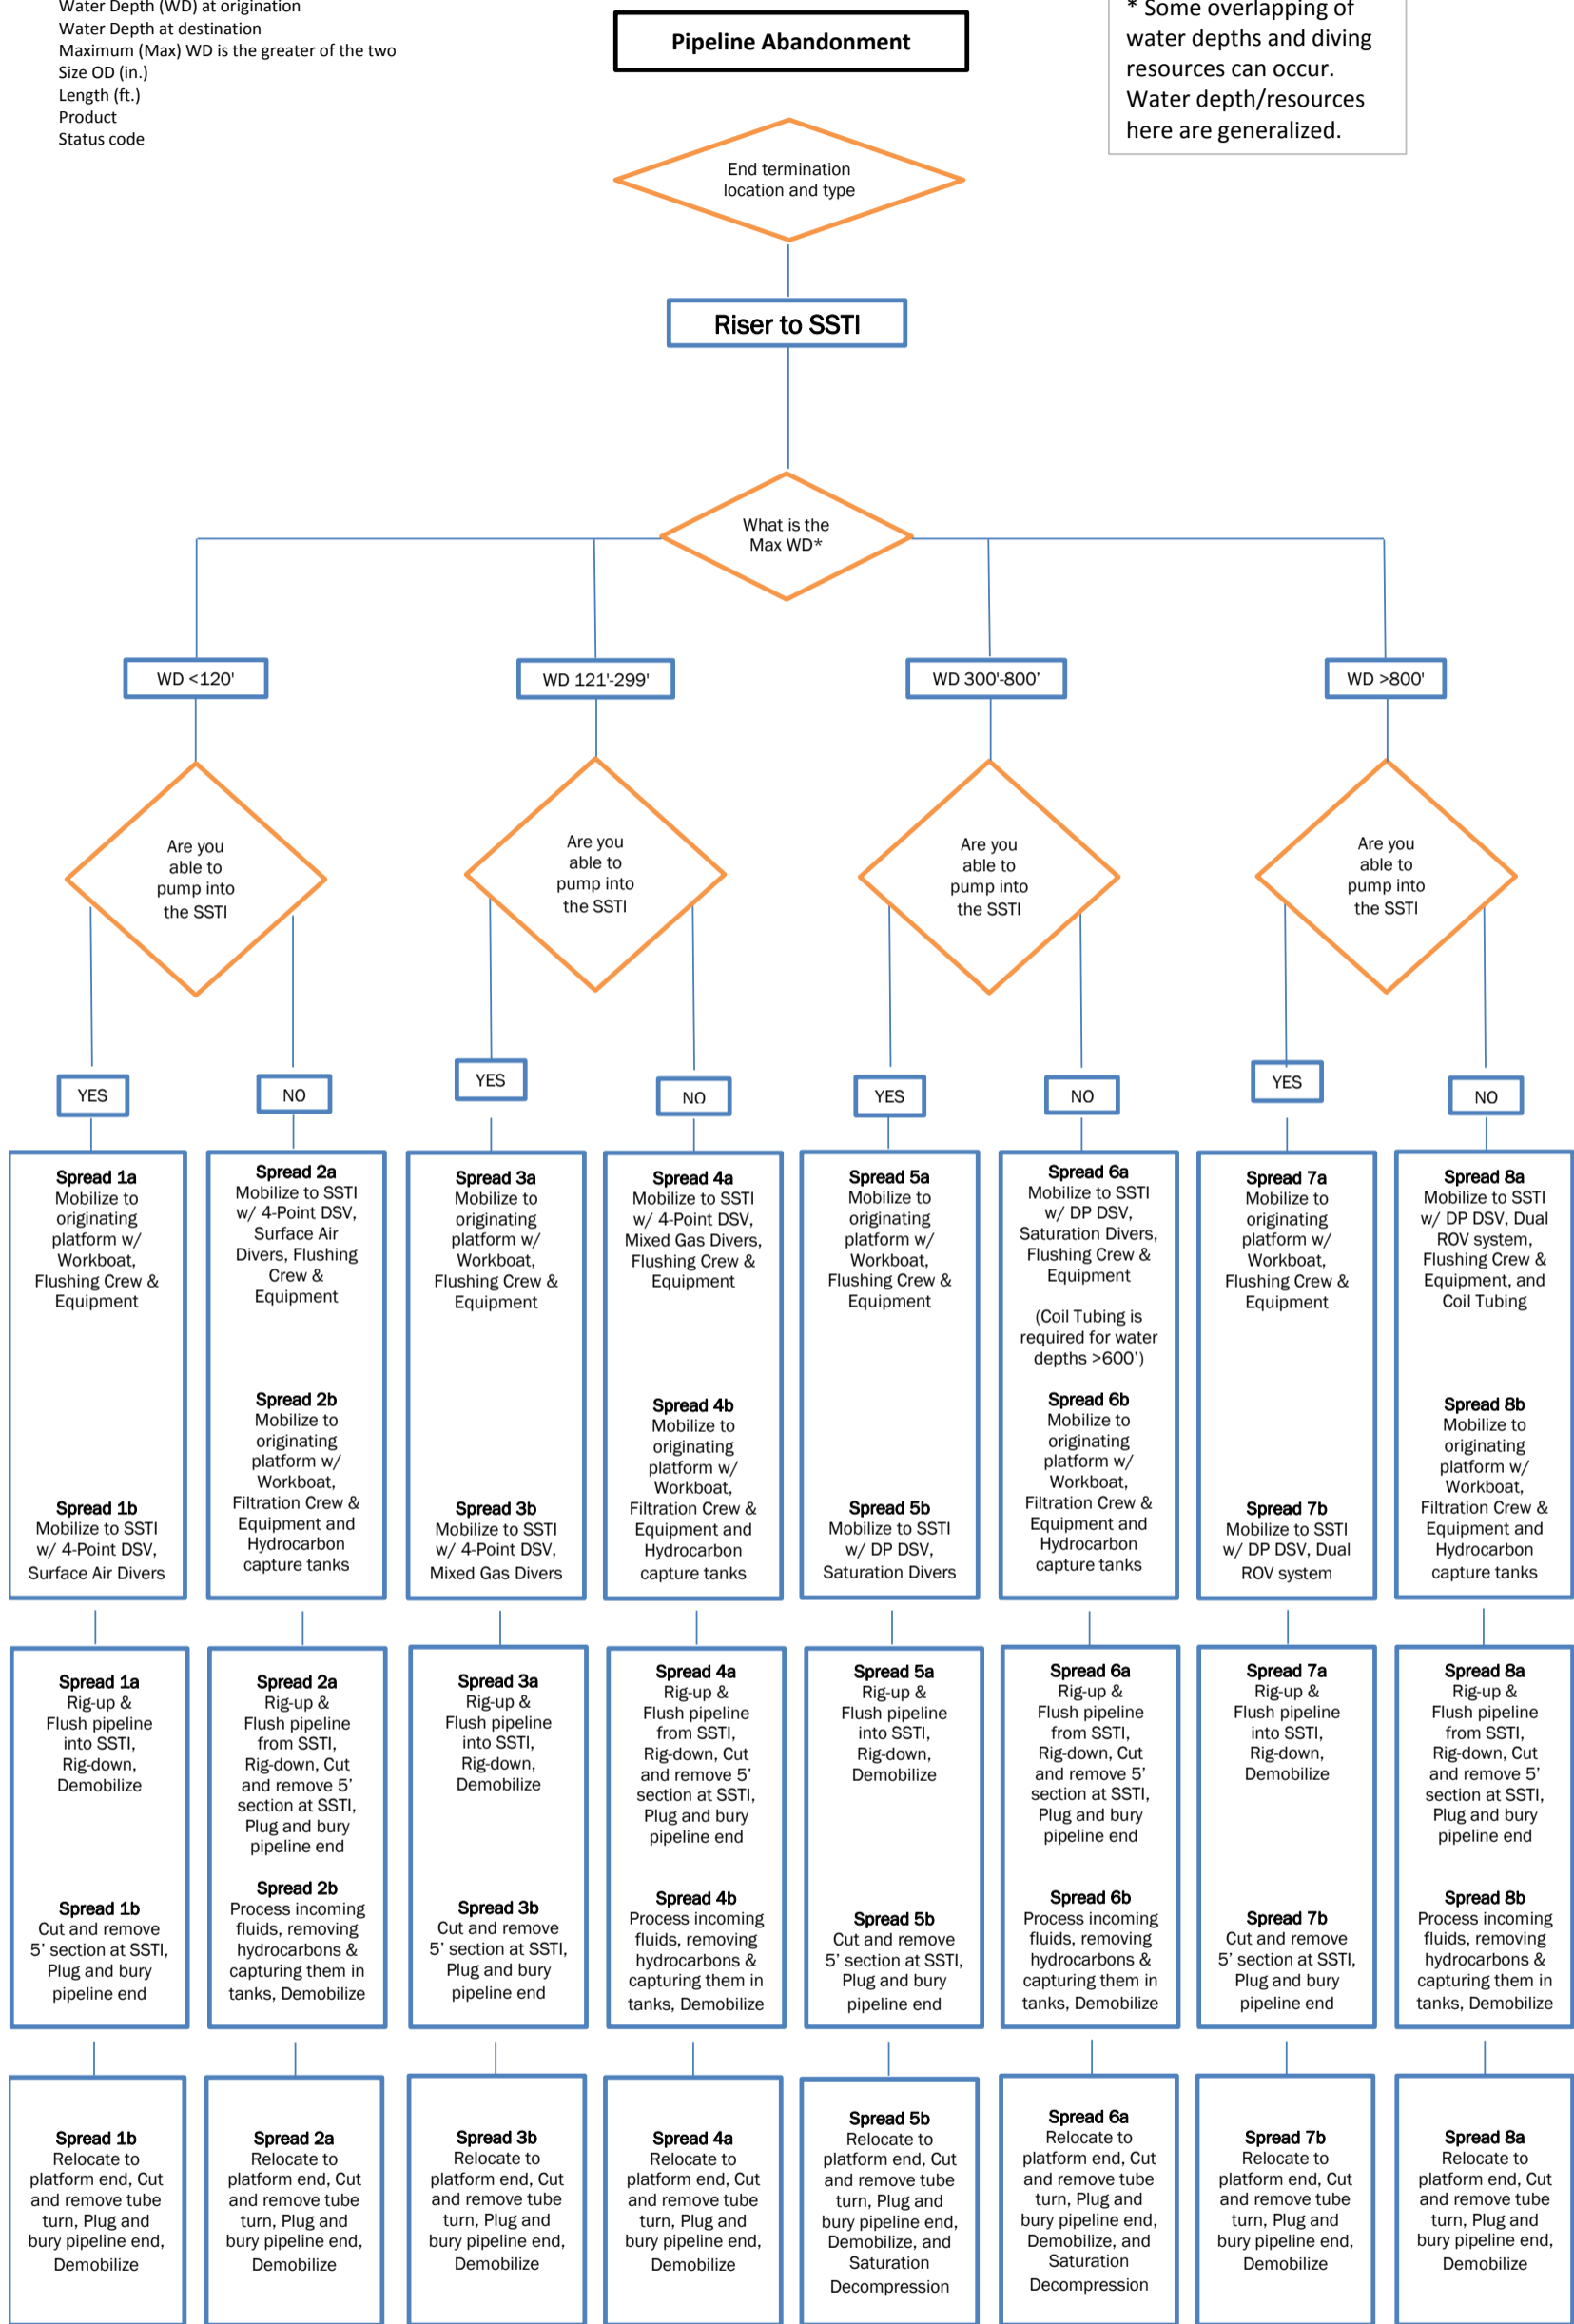 Water Depth (WD) at origination
Water Depth at destination
Maximum (Max) WD is the greater of the two
Size OD (in.)
Length (ft.)
Product
Status code
Pipeline Abandonment
* Some overlapping of
water depths and diving
resources can occur.
Water depth/resources
here are generalized.
End termination
location and type
Riser to SSTI
What is the
Max WD*
WD <120'
WD 121'-299'
WD 300'-800’
WD >800'
Are you
able to
pump into
the SSTI
Are you
able to
pump into
the SSTI
Are you
able to
pump into
the SSTI
Are you
able to
pump into
the SSTI
YES
NO
YES
NO
YES
NO
YES
NO
Spread 1a
Mobilize to
originating
platform w/
Workboat,
Flushing Crew &
Equipment
Spread 1b
Mobilize to SSTI
w/ 4-Point DSV,
Surface Air Divers
Spread 2a
Mobilize to SSTI
w/ 4-Point DSV,
Surface Air
Divers, Flushing
Crew &
Equipment
Spread 2b
Mobilize to
originating
platform w/
Workboat,
Filtration Crew &
Equipment and
Hydrocarbon
capture tanks
Spread 3a
Mobilize to
originating
platform w/
Workboat,
Flushing Crew &
Equipment
Spread 3b
Mobilize to SSTI
w/ 4-Point DSV,
Mixed Gas Divers
Spread 4a
Mobilize to SSTI
w/ 4-Point DSV,
Mixed Gas Divers,
Flushing Crew &
Equipment
Spread 4b
Mobilize to
originating
platform w/
Workboat,
Filtration Crew &
Equipment and
Hydrocarbon
capture tanks
Spread 5a
Mobilize to
originating
platform w/
Workboat,
Flushing Crew &
Equipment
Spread 5b
Mobilize to SSTI
w/ DP DSV,
Saturation Divers
Spread 6a
Mobilize to SSTI
w/ DP DSV,
Saturation Divers,
Flushing Crew &
Equipment
(Coil Tubing is
required for water
depths >600’)
Spread 6b
Mobilize to
originating
platform w/
Workboat,
Filtration Crew &
Equipment and
Hydrocarbon
capture tanks
Spread 7a
Mobilize to
originating
platform w/
Workboat,
Flushing Crew &
Equipment
Spread 7b
Mobilize to SSTI
w/ DP DSV, Dual
ROV system
Spread 8a
Mobilize to SSTI
w/ DP DSV, Dual
ROV system,
Flushing Crew &
Equipment, and
Coil Tubing
Spread 8b
Mobilize to
originating
platform w/
Workboat,
Filtration Crew &
Equipment and
Hydrocarbon
capture tanks
Spread 1a
Rig-up &
Flush pipeline
into SSTI,
Rig-down,
Demobilize
Spread 1b
Cut and remove
5’ section at SSTI,
Plug and bury
pipeline end
Spread 2a
Rig-up &
Flush pipeline
from SSTI,
Rig-down, Cut
and remove 5’
section at SSTI,
Plug and bury
pipeline end
Spread 2b
Process incoming
fluids, removing
hydrocarbons &
capturing them in
tanks, Demobilize
Spread 3a
Rig-up &
Flush pipeline
into SSTI,
Rig-down,
Demobilize
Spread 3b
Cut and remove
5’ section at SSTI,
Plug and bury
pipeline end
Spread 4a
Rig-up &
Flush pipeline
from SSTI,
Rig-down, Cut
and remove 5’
section at SSTI,
Plug and bury
pipeline end
Spread 4b
Process incoming
fluids, removing
hydrocarbons &
capturing them in
tanks, Demobilize
Spread 5a
Rig-up &
Flush pipeline
into SSTI,
Rig-down,
Demobilize
Spread 5b
Cut and remove
5’ section at SSTI,
Plug and bury
pipeline end
Spread 6a
Rig-up &
Flush pipeline
from SSTI,
Rig-down, Cut
and remove 5’
section at SSTI,
Plug and bury
pipeline end
Spread 6b
Process incoming
fluids, removing
hydrocarbons &
capturing them in
tanks, Demobilize
Spread 7a
Rig-up &
Flush pipeline
into SSTI,
Rig-down,
Demobilize
Spread 7b
Cut and remove
5’ section at SSTI,
Plug and bury
pipeline end
Spread 8a
Rig-up &
Flush pipeline
from SSTI,
Rig-down, Cut
and remove 5’
section at SSTI,
Plug and bury
pipeline end
Spread 8b
Process incoming
fluids, removing
hydrocarbons &
capturing them in
tanks, Demobilize
Spread 1b
Relocate to
platform end, Cut
and remove tube
turn, Plug and
bury pipeline end,
Demobilize
Spread 2a
Relocate to
platform end, Cut
and remove tube
turn, Plug and
bury pipeline end,
Demobilize
Spread 3b
Relocate to
platform end, Cut
and remove tube
turn, Plug and
bury pipeline end,
Demobilize
Spread 4a
Relocate to
platform end, Cut
and remove tube
turn, Plug and
bury pipeline end,
Demobilize
Spread 5b
Relocate to
platform end, Cut
and remove tube
turn, Plug and
bury pipeline end,
Demobilize, and
Saturation
Decompression
Spread 6a
Relocate to
platform end, Cut
and remove tube
turn, Plug and
bury pipeline end,
Demobilize, and
Saturation
Decompression
Spread 7b
Relocate to
platform end, Cut
and remove tube
turn, Plug and
bury pipeline end,
Demobilize
Spread 8a
Relocate to
platform end, Cut
and remove tube
turn, Plug and
bury pipeline end,
Demobilize